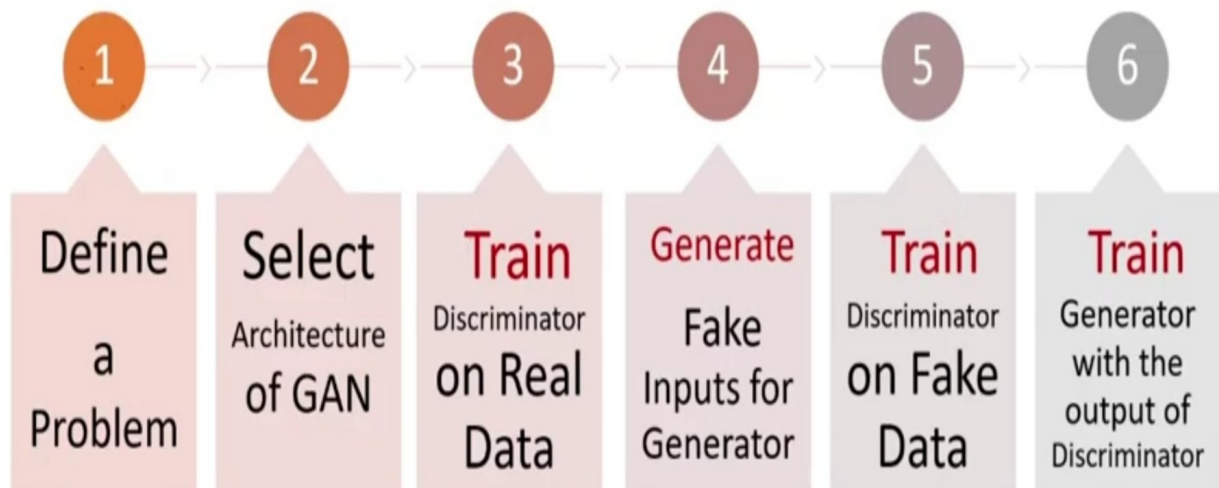 1
2
3
4
5
6
Define
a
Problem
Select
Architecture
of GAN
Train
Discriminator
on Real
Data
Generate
Fake
Inputs for
Generator
Train
Discriminator
on Fake
Data
Train
Generator
with the
output of
Discriminator